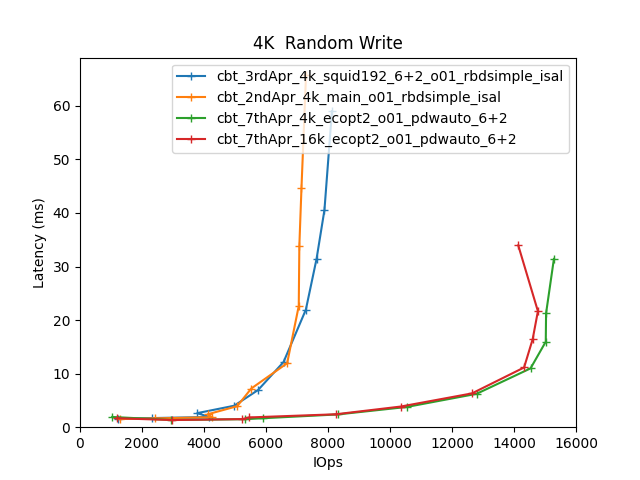 4K  Random Write
cbt_3rdApr_4k_squid192_6+2_o01_rbdsimple_isal
cbt_2ndApr_4k_main_o01_rbdsimple_isal
cbt_7thApr_4k_ecopt2_o01_pdwauto_6+2
cbt_7thApr_16k_ecopt2_o01_pdwauto_6+2
Latency (ms)
60
50
40
30
20
10
0
0 2000 4000 6000 8000 10000 12000 14000 16000
IOps